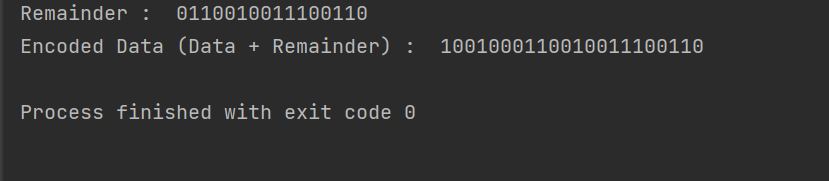 Remainder :  0110010011100110
Encoded Data (Data + Remainder) :  1001000110010011100110
Process finished with exit code 0